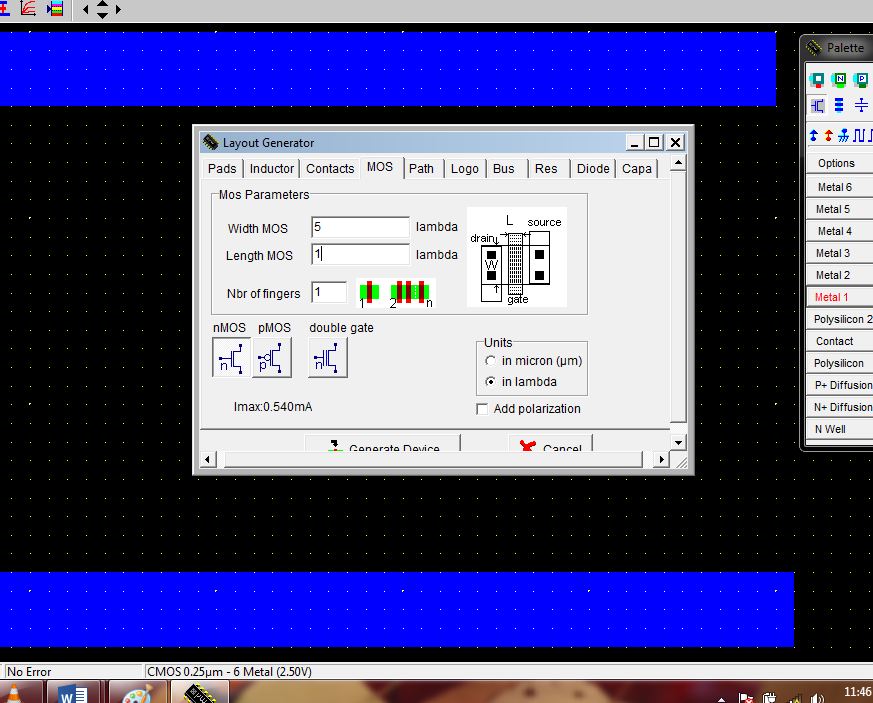 Palette
Layout Generator
Pads Inductor Contacts MOS Path Logo Bus Res Diode Capa
Options
Metal 6
Metal 5
Metal 4
Metal 3
Metal 2
Metal 1
Polysilicon 2
Contact
Polysilicon
P+ Diffusion
N+ Diffusion
N Well
Mos Parameters
Width MOS 5 lambda
Length MOS 1 lambda
Nbr of fingers 1
1 2 n
L source
drain
W
gate
nMOS pMOS double gate
n p n
Imax:0.540mA
Units
in micron (µm)
in lambda
Add polarization
Generate Device Cancel
No Error CMOS 0.25µm - 6 Metal (2.50V)
W
11:46